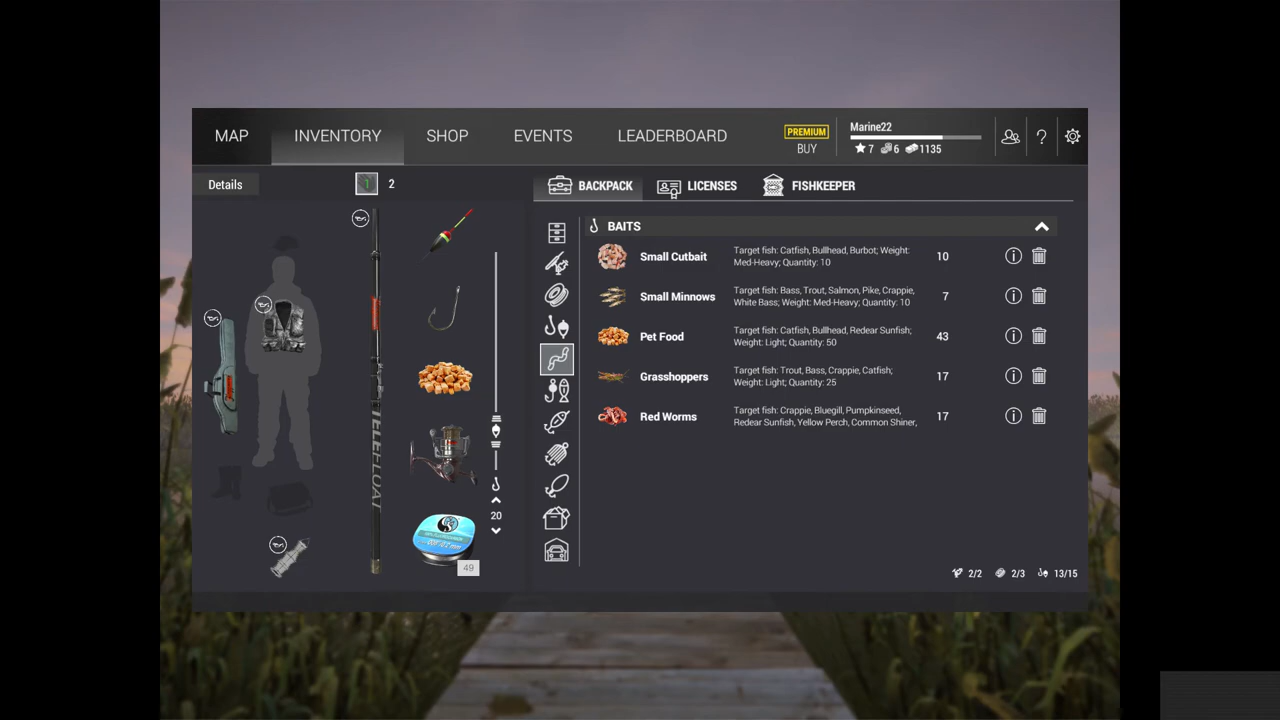 MAP INVENTORY SHOP EVENTS LEADERBOARD
PREMIUM
BUY
Marine22
7 6 1135
?
Details
1 2
BACKPACK LICENSES FISHKEEPER
BAITS
Small Cutbait
Target fish: Catfish, Bullhead, Burbot; Weight:
Med-Heavy; Quantity: 10
10
Small Minnows
Target fish: Bass, Trout, Salmon, Pike, Crappie,
White Bass; Weight: Med-Heavy; Quantity: 10
7
Pet Food
Target fish: Catfish, Bullhead, Redear Sunfish;
Weight: Light; Quantity: 50
43
Grasshoppers
Target fish: Trout, Bass, Crappie, Catfish;
Weight: Light; Quantity: 25
17
Red Worms
Target fish: Crappie, Bluegill, Pumpkinseed,
Redear Sunfish, Yellow Perch, Common Shiner,
17
TELEFLOAT
20
49
2/2 2/3 13/15